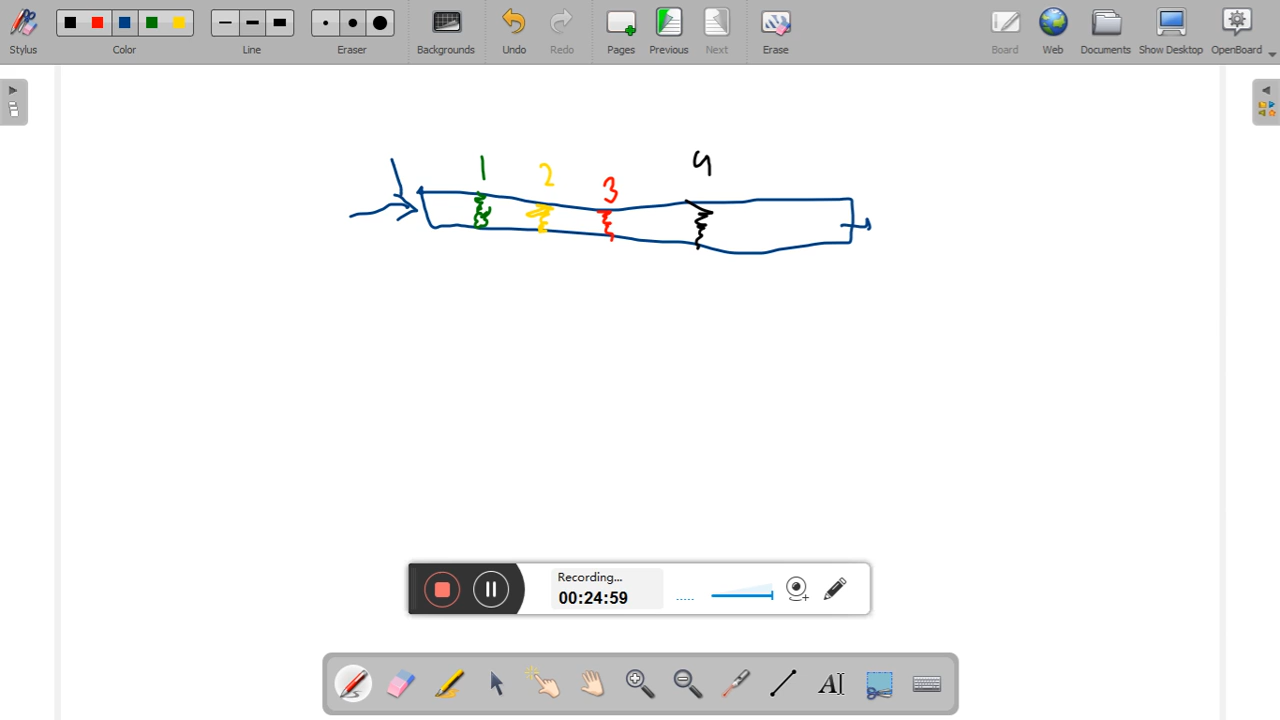 Stylus Color Line Eraser Backgrounds Undo Redo Pages Previous Next Erase Board Web Documents Show Desktop OpenBoard
1 2 3 4
Recording...
00:24:59